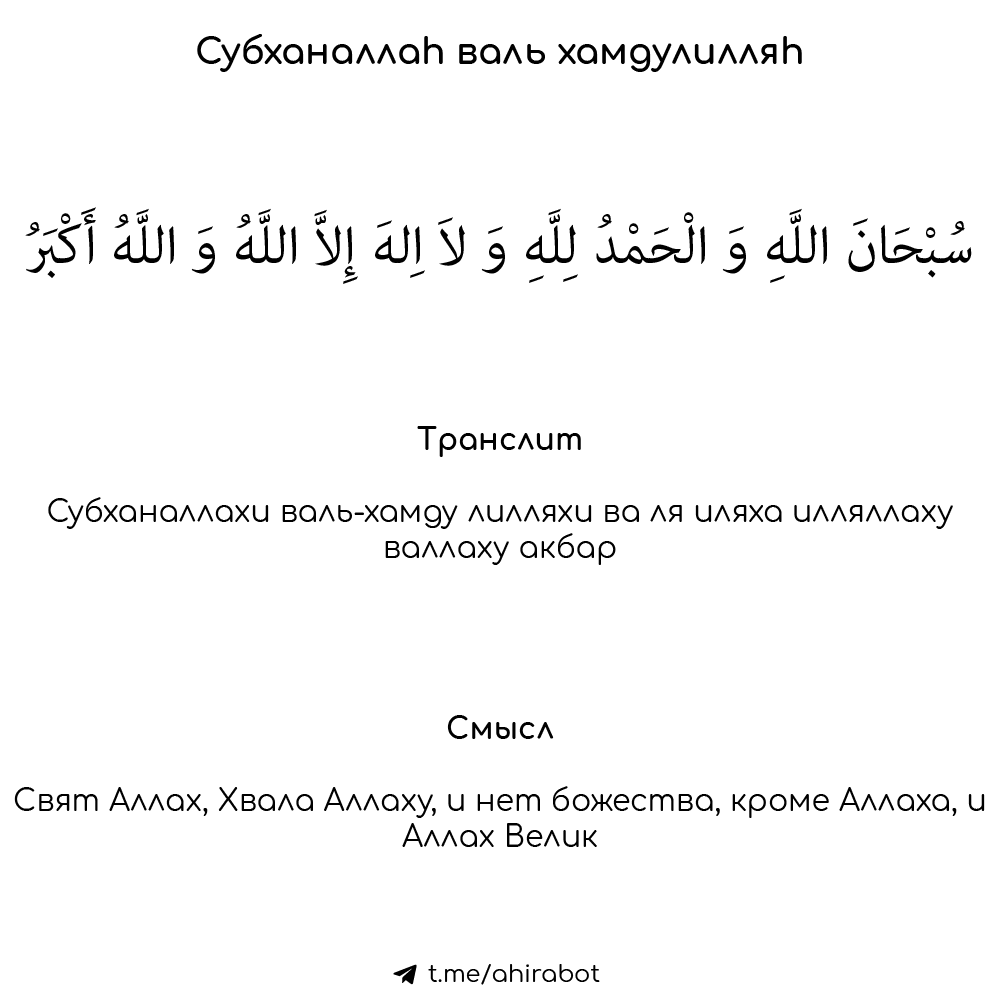 Субханаллаһ валь хамдулилляһ
سُبْحَانَ اللَّهِ وَ الْحَمْدُ لِلَّهِ وَ لاَ اِلهَ إِلاَّ اللَّهُ وَ اللَّهُ أَكْبَرُ
Транслит
Субханаллахи валь-хамду лилляхи ва ля иляха илляллаху
валлаху акбар
Смысл
Свят Аллах, Хвала Аллаху, и нет божества, кроме Аллаха, и
Аллах Велик
t.me/ahirabot